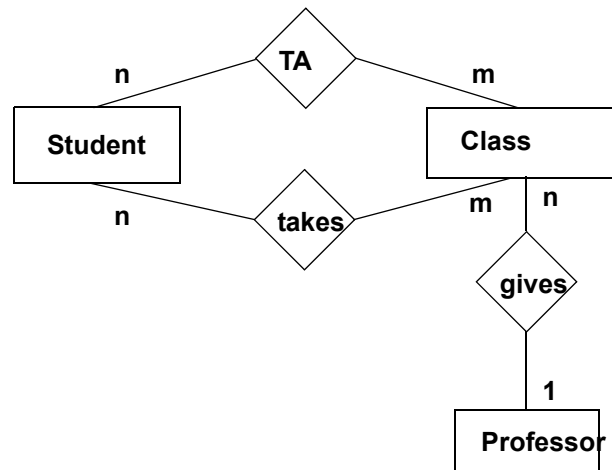 TA
n m
Student Class
n takes m n
gives
1
Professor